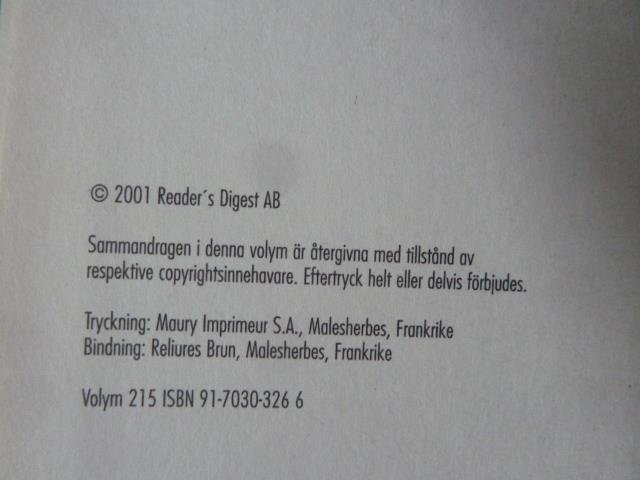 © 2001 Reader´s Digest AB
Sammandragen i denna volym är återgivna med tillstånd av
respektive copyrightsinnehavare. Eftertryck helt eller delvis förbjudes.
Tryckning: Maury Imprimeur S.A., Malesherbes, Frankrike
Bindning: Reliures Brun, Malesherbes, Frankrike
Volym 215 ISBN 91-7030-326 6